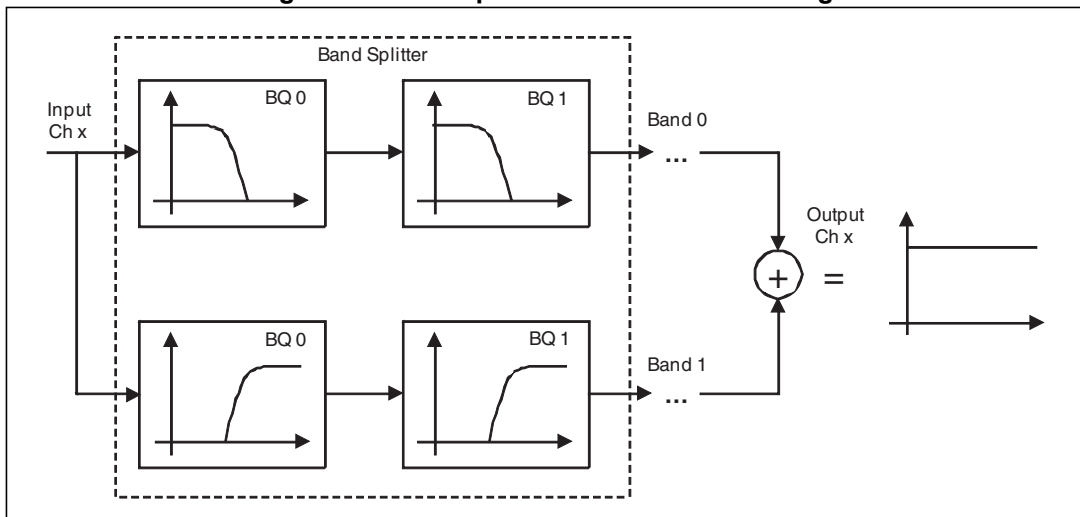 Band Splitter
BQ 0
BQ 1
Input
Ch x
Band 0
...
Output
Ch x
+
=
BQ 0
BQ 1
Band 1
...